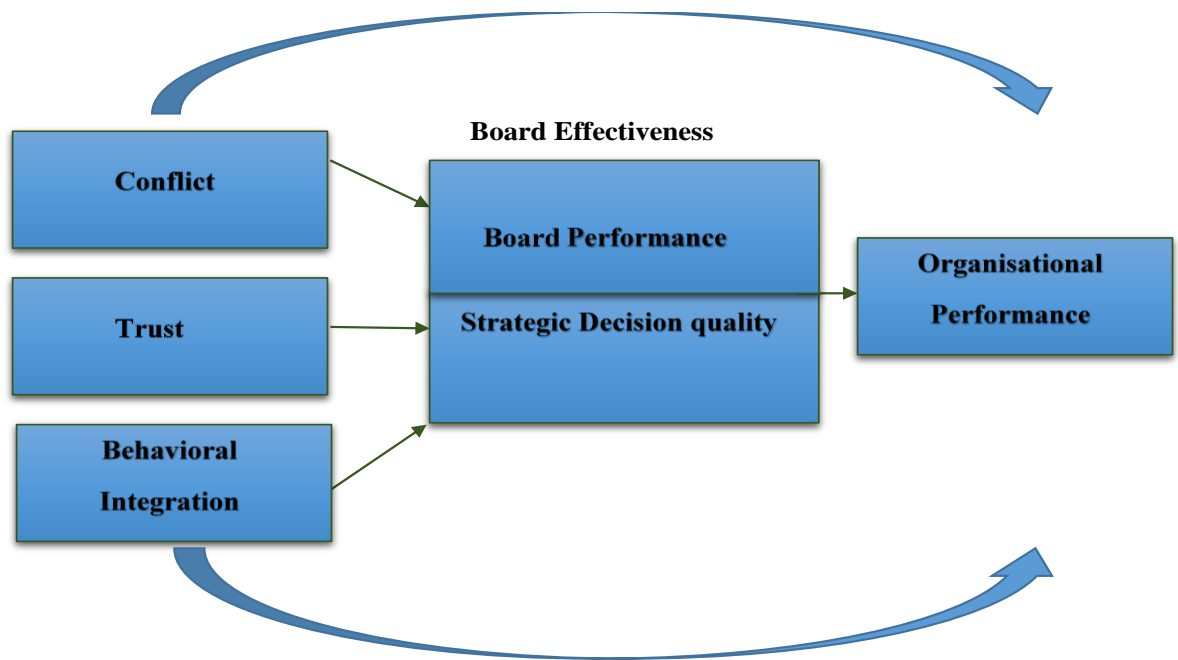 Board Effectiveness
Conflict
Board Performance
Organisational
Performance
Trust
Strategic Decision quality
Behavioral
Integration